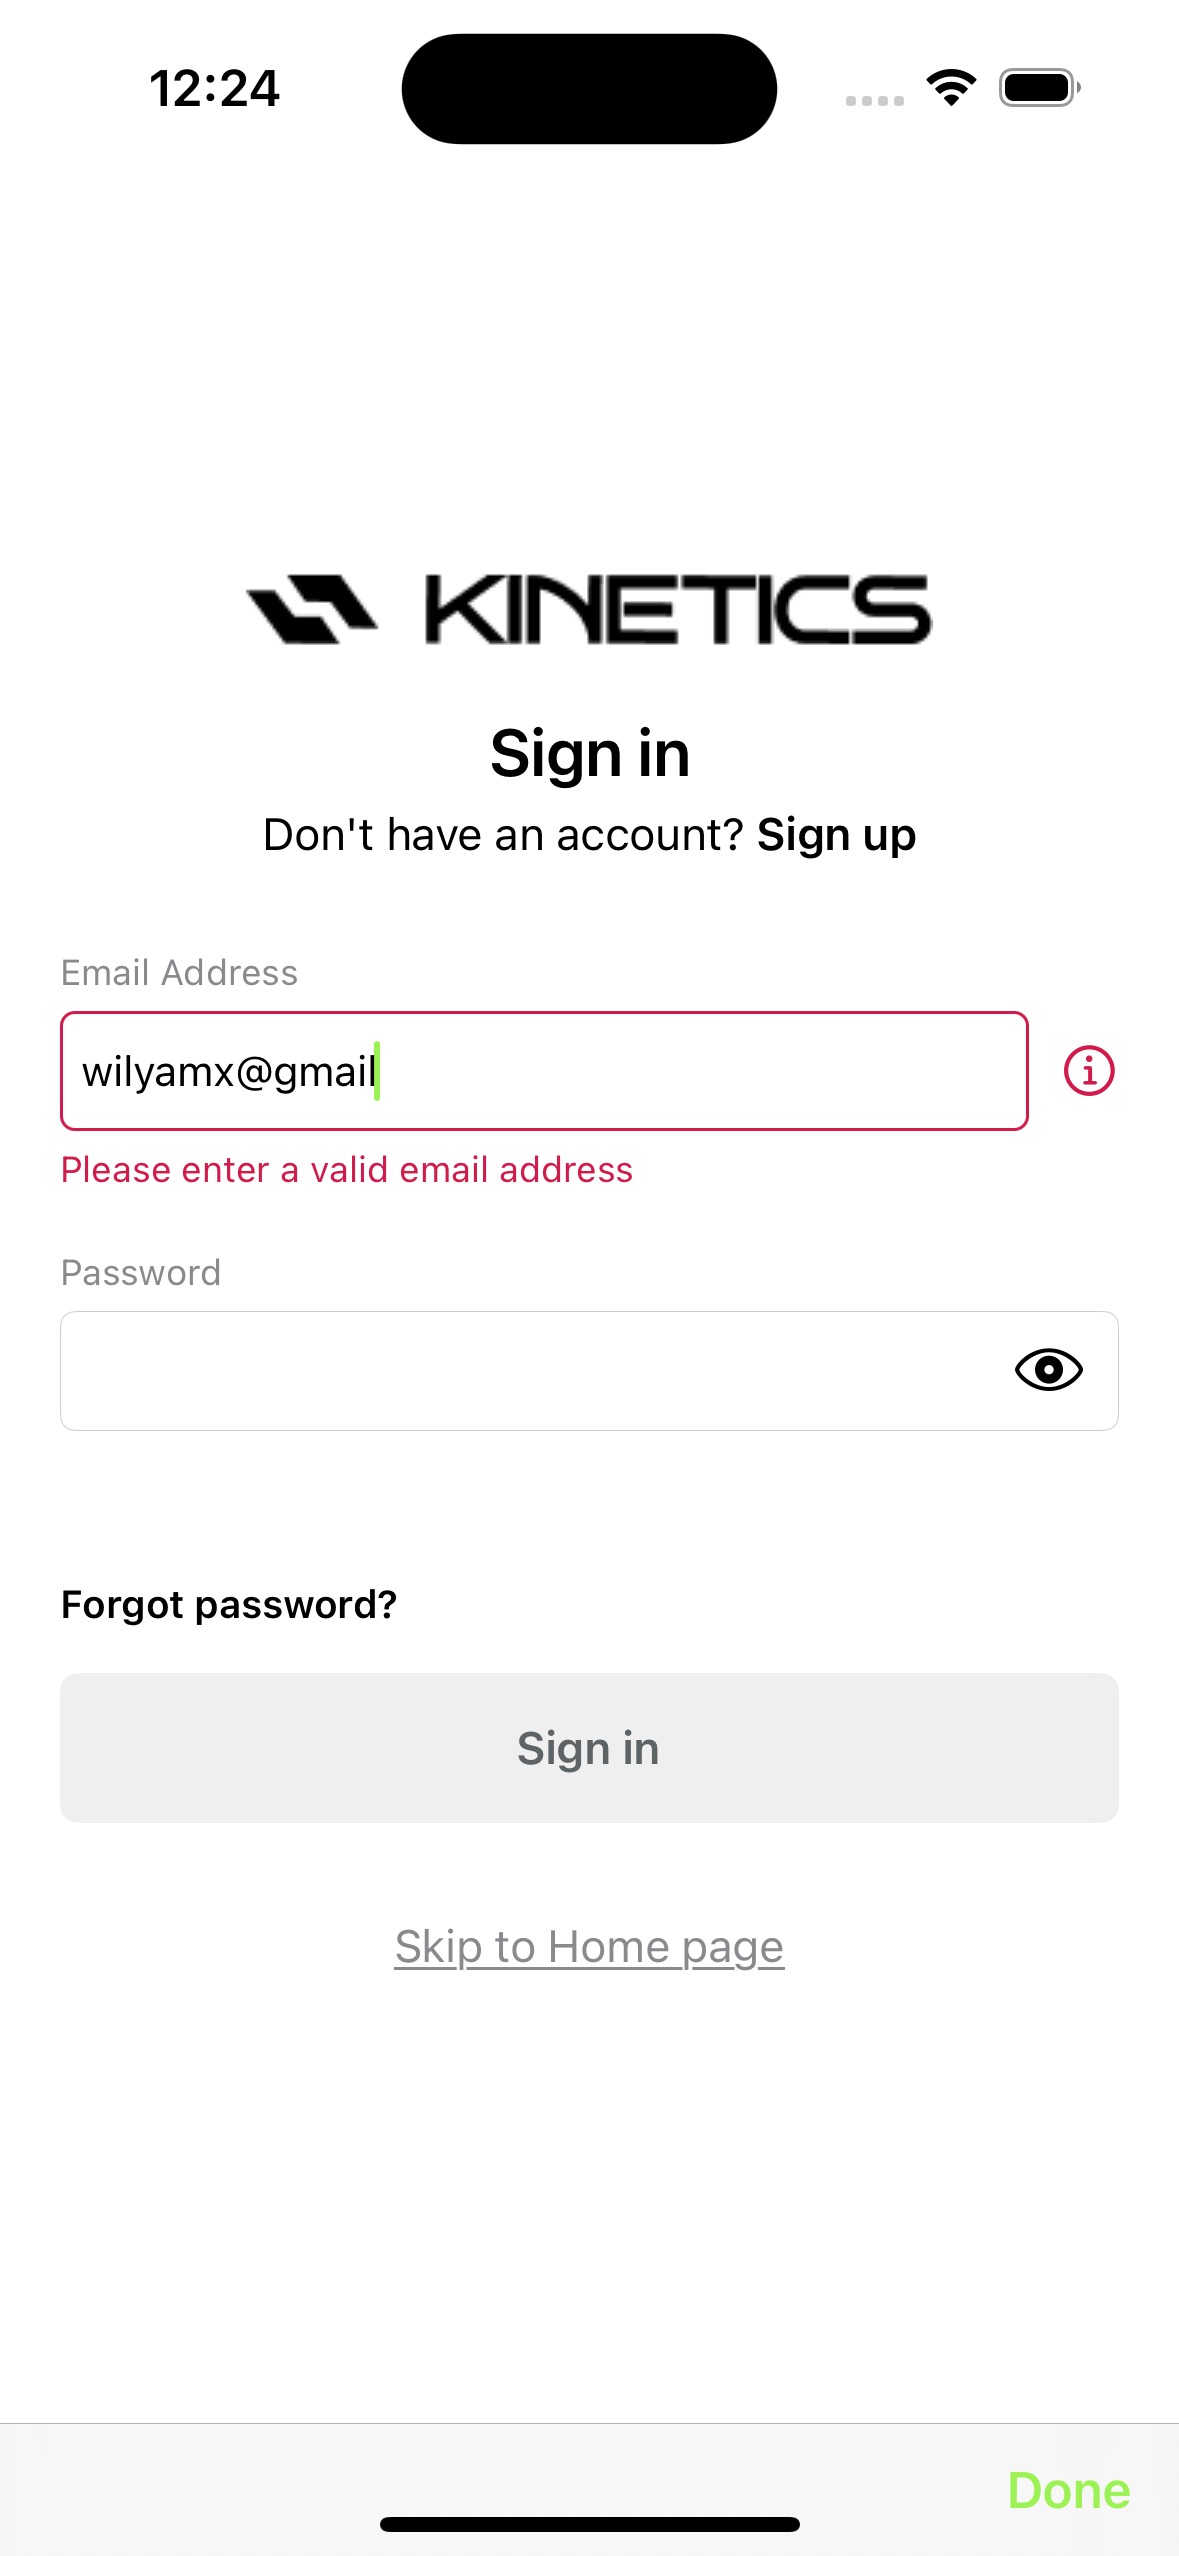 12:24
KINETICS
Sign in
Don't have an account? Sign up
Email Address
wilyamx@gmail
Please enter a valid email address
Password
Forgot password?
Sign in
Skip to Home page
Done